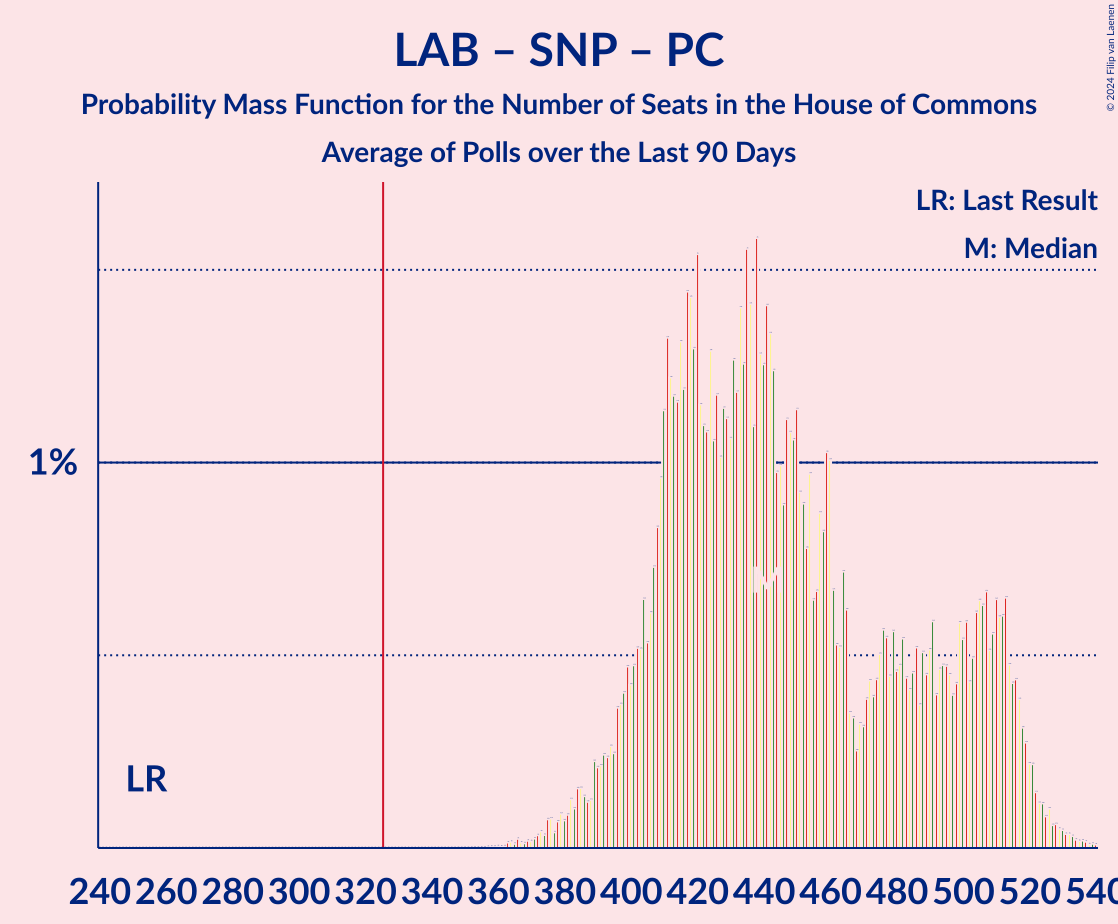 LAB – SNP – PC
Probability Mass Function for the Number of Seats in the House of Commons
Average of Polls over the Last 90 Days
© 2024 Filip van Laenen
LR: Last Result
M: Median
1%
M
LR
240 260 280 300 320 340 360 380 400 420 440 460 480 500 520 540